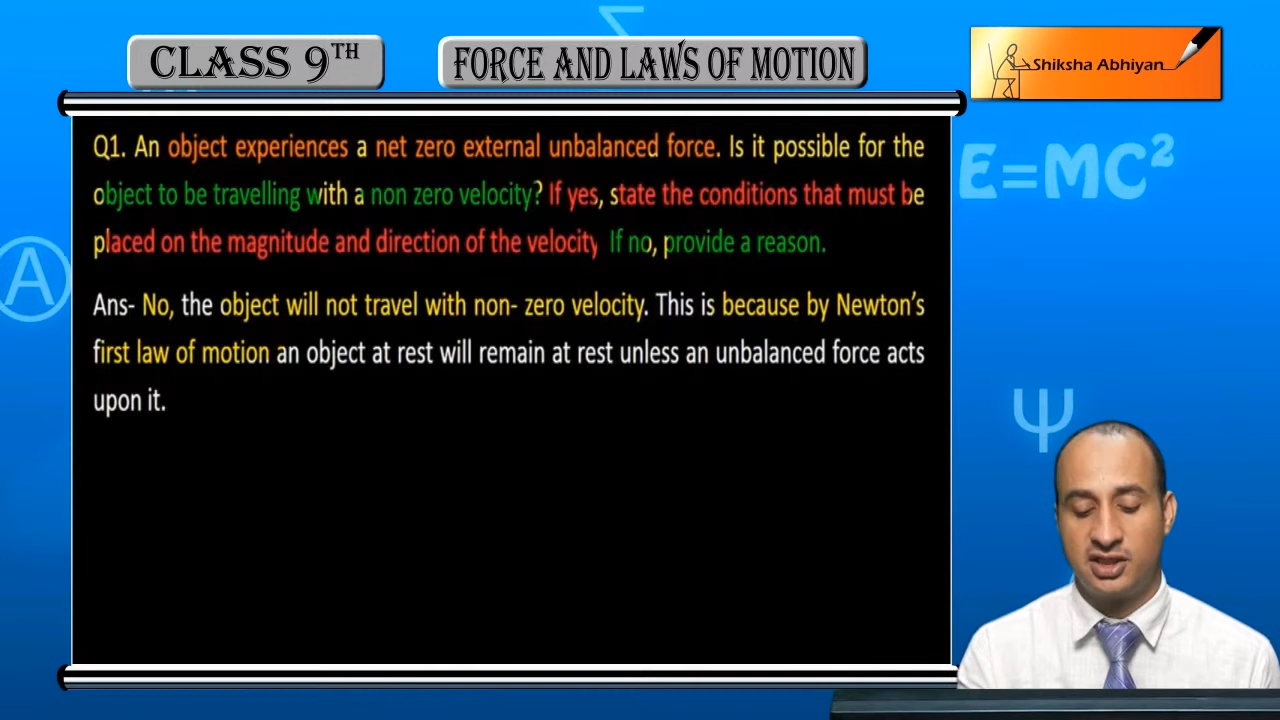 CLASS 9TH
FORCE AND LAWS OF MOTION
Shiksha Abhiyan
Q1. An object experiences a net zero external unbalanced force. Is it possible for the
object to be travelling with a non zero velocity? If yes, state the conditions that must be
placed on the magnitude and direction of the velocity If no, provide a reason.
Ans- No, the object will not travel with non- zero velocity. This is because by Newton's
first law of motion an object at rest will remain at rest unless an unbalanced force acts
upon it.
Σ
E=MC²
A
Ψ